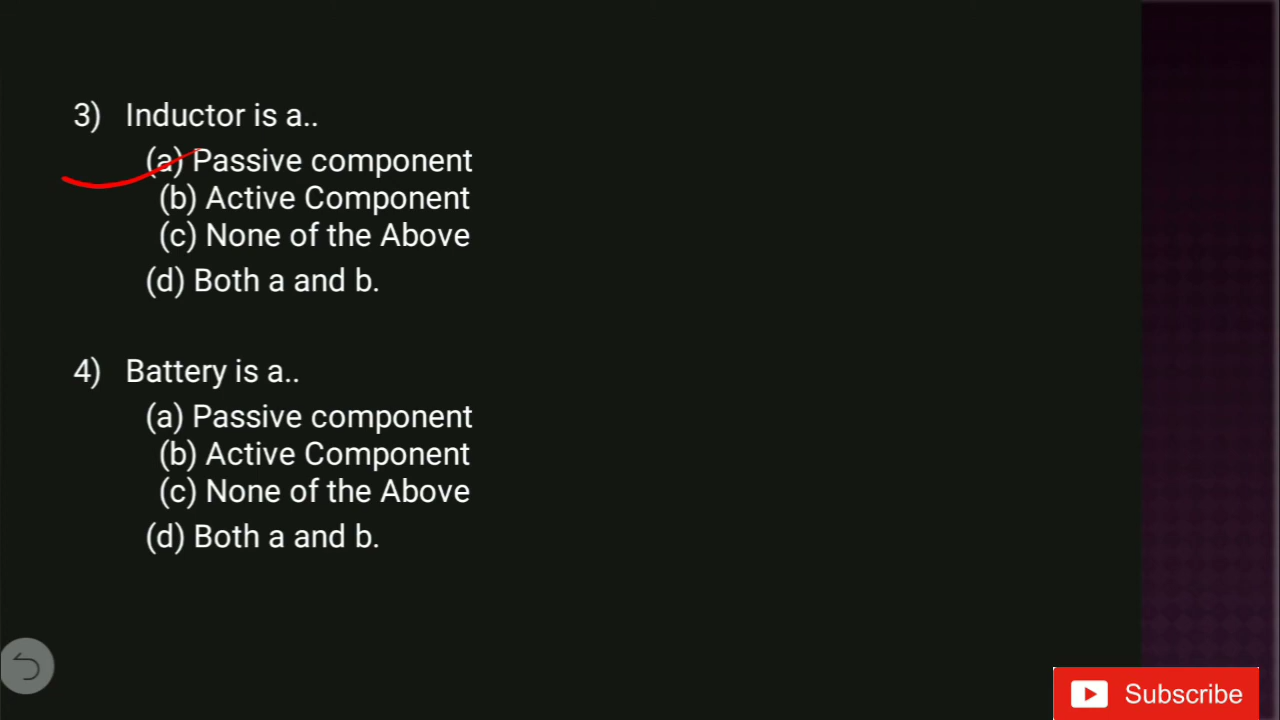 3) Inductor is a..
(a) Passive component
(b) Active Component
(c) None of the Above
(d) Both a and b.
4) Battery is a..
(a) Passive component
(b) Active Component
(c) None of the Above
(d) Both a and b.
Subscribe